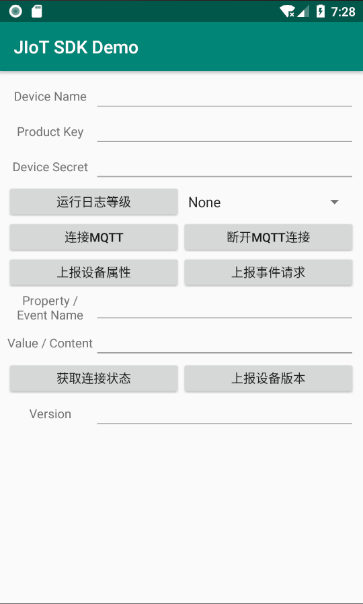 7:28
JIoT SDK Demo
Device Name
Product Key
Device Secret
运行日志等级 None
连接MQTT 断开MQTT连接
上报设备属性 上报事件请求
Property /
Event Name
Value / Content
获取连接状态 上报设备版本
Version